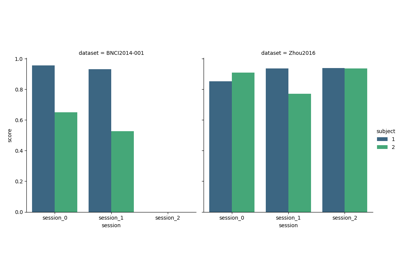 dataset = BNCI2014-001
dataset = Zhou2016
1.0
0.8
0.6
0.4
0.2
0.0
score
session_0 session_1 session_2
session
session_0 session_1 session_2
session
subject
1
2